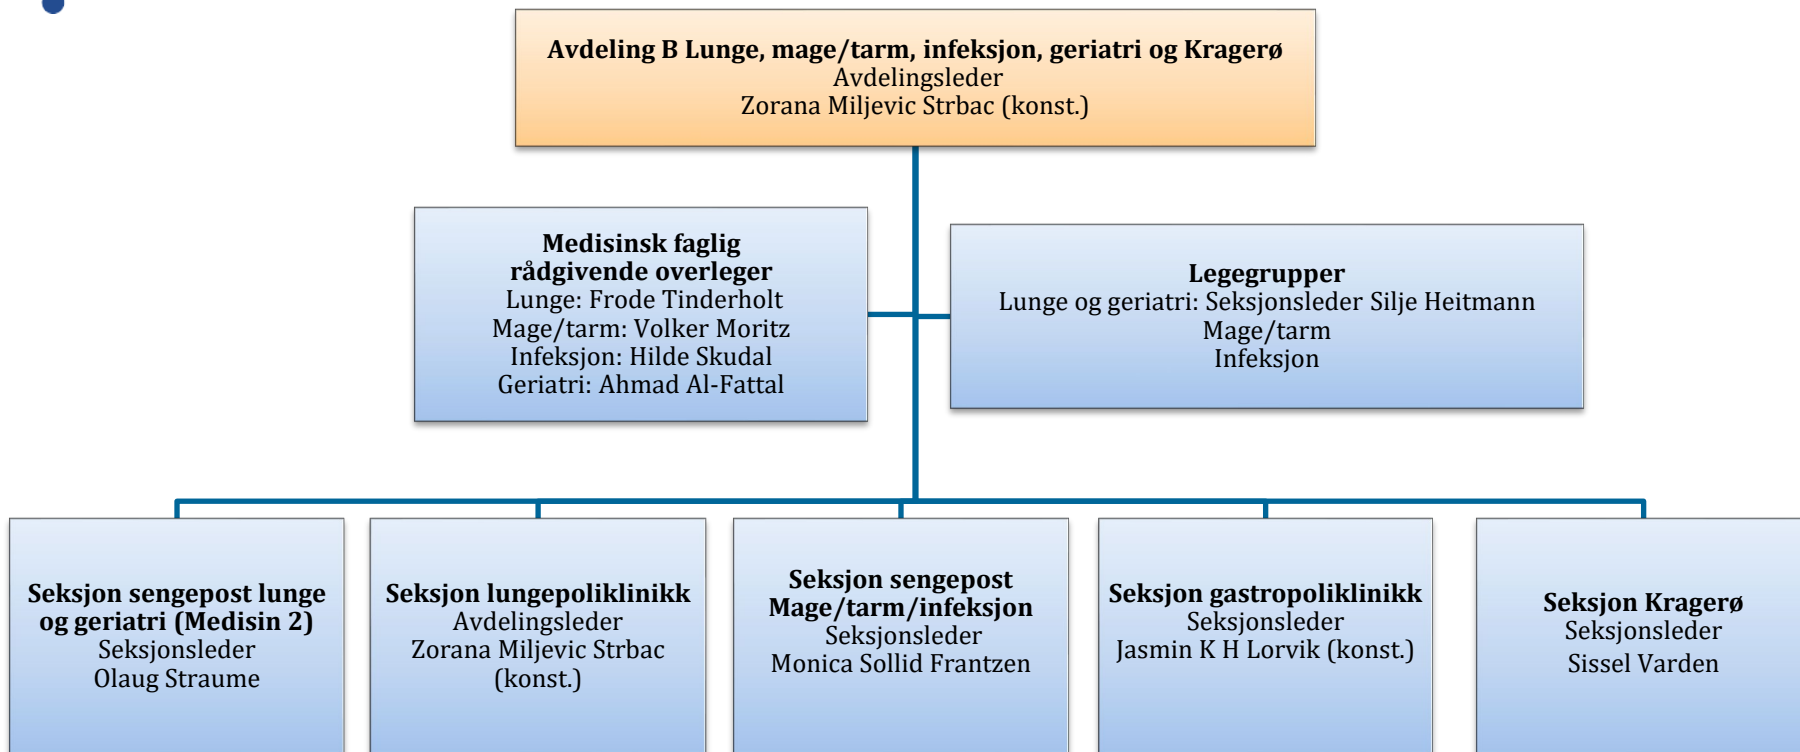 Avdeling B Lunge, mage/tarm, infeksjon, geriatri og Kragerø
Avdelingsleder
Zorana Miljevic Strbac (konst.)
Medisinsk faglig
rådgivende overleger
Lunge: Frode Tinderholt
Mage/tarm: Volker Moritz
Infeksjon: Hilde Skudal
Geriatri: Ahmad Al-Fattal
Legegrupper
Lunge og geriatri: Seksjonsleder Silje Heitmann
Mage/tarm
Infeksjon
Seksjon sengepost lunge
og geriatri (Medisin 2)
Seksjonsleder
Olaug Straume
Seksjon lungepoliklinikk
Avdelingsleder
Zorana Miljevic Strbac
(konst.)
Seksjon sengepost
Mage/tarm/infeksjon
Seksjonsleder
Monica Sollid Frantzen
Seksjon gastropoliklinikk
Seksjonsleder
Jasmin K H Lorvik (konst.)
Seksjon Kragerø
Seksjonsleder
Sissel Varden